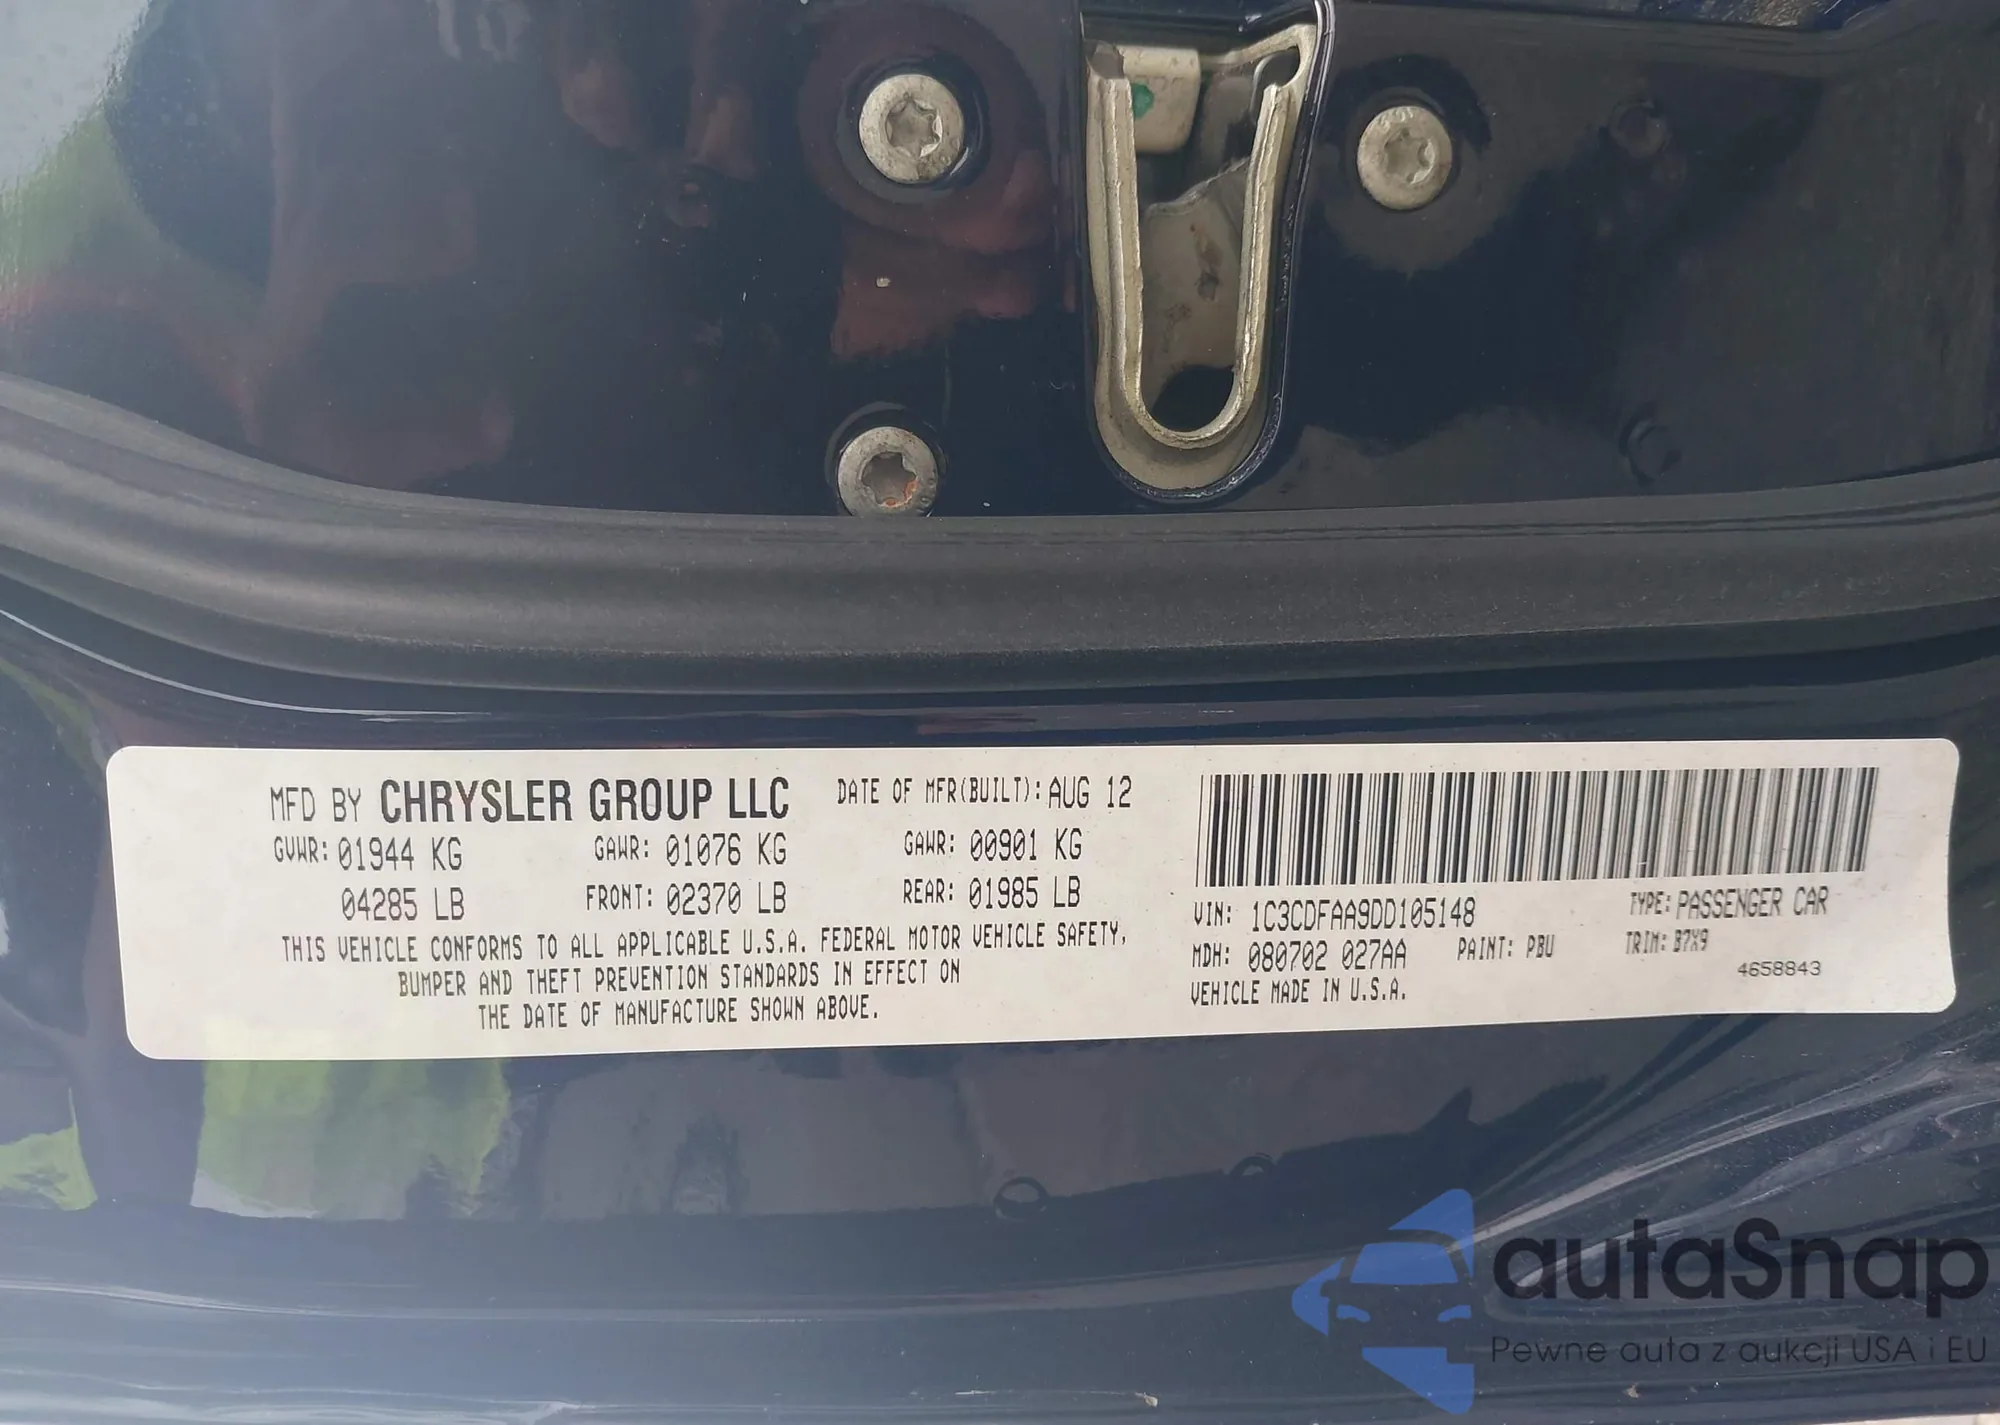 MFD BY CHRYSLER GROUP LLC DATE OF MFR(BUILT): AUG 12
GVWR: 01944 KG GAWR: 01076 KG GAWR: 00901 KG
04285 LB FRONT: 02370 LB REAR: 01985 LB
THIS VEHICLE CONFORMS TO ALL APPLICABLE U.S.A. FEDERAL MOTOR VEHICLE SAFETY,
BUMPER AND THEFT PREVENTION STANDARDS IN EFFECT ON
THE DATE OF MANUFACTURE SHOWN ABOVE.
VIN: 1C3CDFAA9DD105148 TYPE: PASSENGER CAR
MDH: 080702 027AA PAINT: PBU TRIM: B7X9
4658843
VEHICLE MADE IN U.S.A.
autaSnap
Pewne auta z aukcji USA i EU